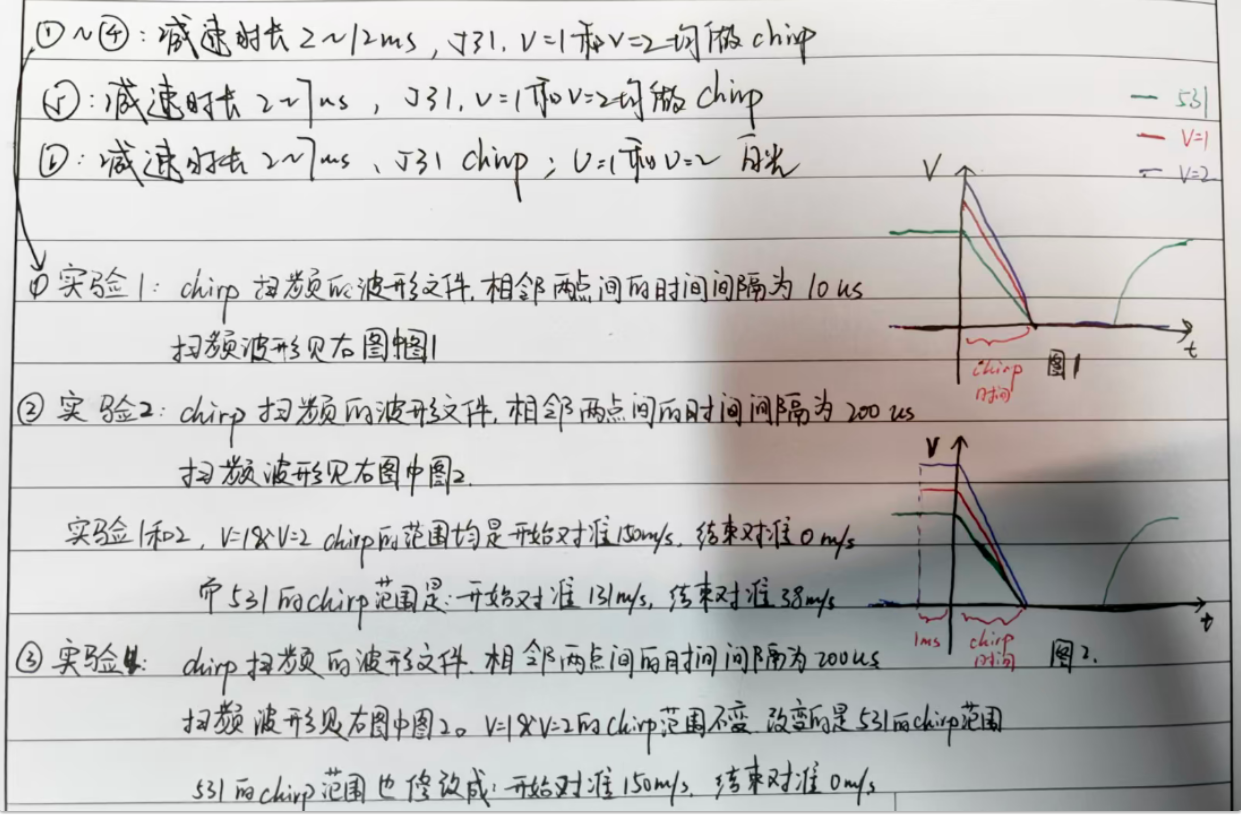 ①~④：减速时长2~12ms，531，V=1和V=2均做chirp
⑤：减速时长2~7ms，531，V=1和V=2均做chirp
⑥：减速时长2~7ms、531 chirp；V=1和V=2 白光
— 531
— V=1
— V=2
V
t
chirp
时间
图1
① 实验1：chirp扫频的波形文件，相邻两点间的时间间隔为10us
扫频波形见右图中图1
② 实验2：chirp扫频的波形文件，相邻两点间的时间间隔为200us
扫频波形见右图中图2.
V
t
1ms
chirp
时间
图2.
实验1和2，V=1及V=2 chirp的范围均是开始对准150m/s，结束对准0m/s
而531的chirp范围是：开始对准131m/s，结束对准38m/s
③ 实验4：chirp扫频的波形文件，相邻两点间的时间间隔为200us
扫频波形见右图中图2。V=1及V=2的chirp范围不变，改变的是531的chirp范围
531的chirp范围也修改成：开始对准150m/s，结束对准0m/s